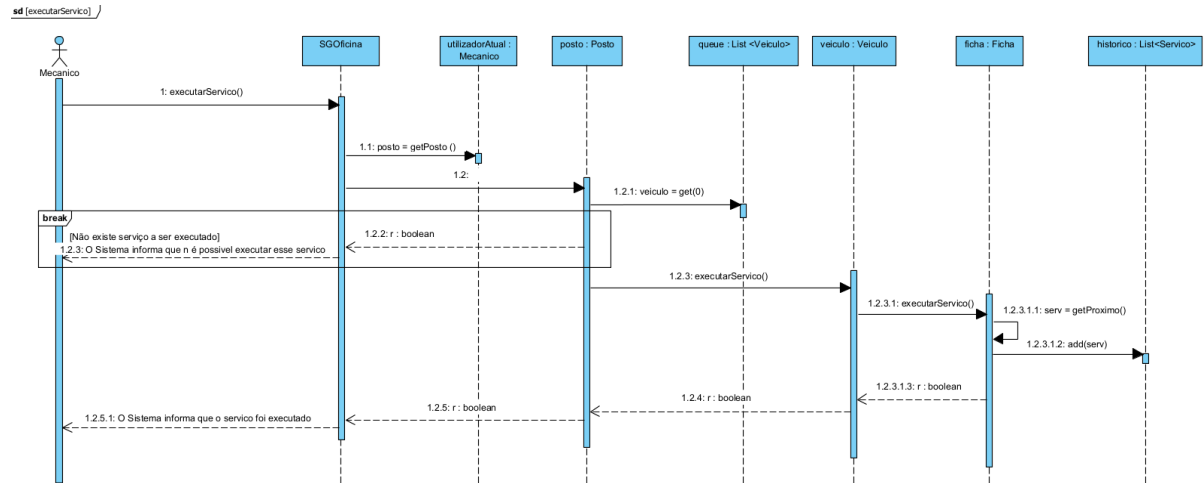 sd [executarServico]
Mecanico
SGOficina
utilizadorAtual :
Mecanico
posto : Posto
queue : List <Veiculo>
veiculo : Veiculo
ficha : Ficha
historico : List<Servico>
1: executarServico()
1.1: posto = getPosto ()
1.2:
1.2.1: veiculo = get(0)
break
[Não existe serviço a ser executado]
1.2.2: r : boolean
1.2.3: O Sistema informa que n é possivel executar esse servico
1.2.3: executarServico()
1.2.3.1: executarServico()
1.2.3.1.1: serv = getProximo()
1.2.3.1.2: add(serv)
1.2.3.1.3: r : boolean
1.2.4: r : boolean
1.2.5: r : boolean
1.2.5.1: O Sistema informa que o servico foi executado